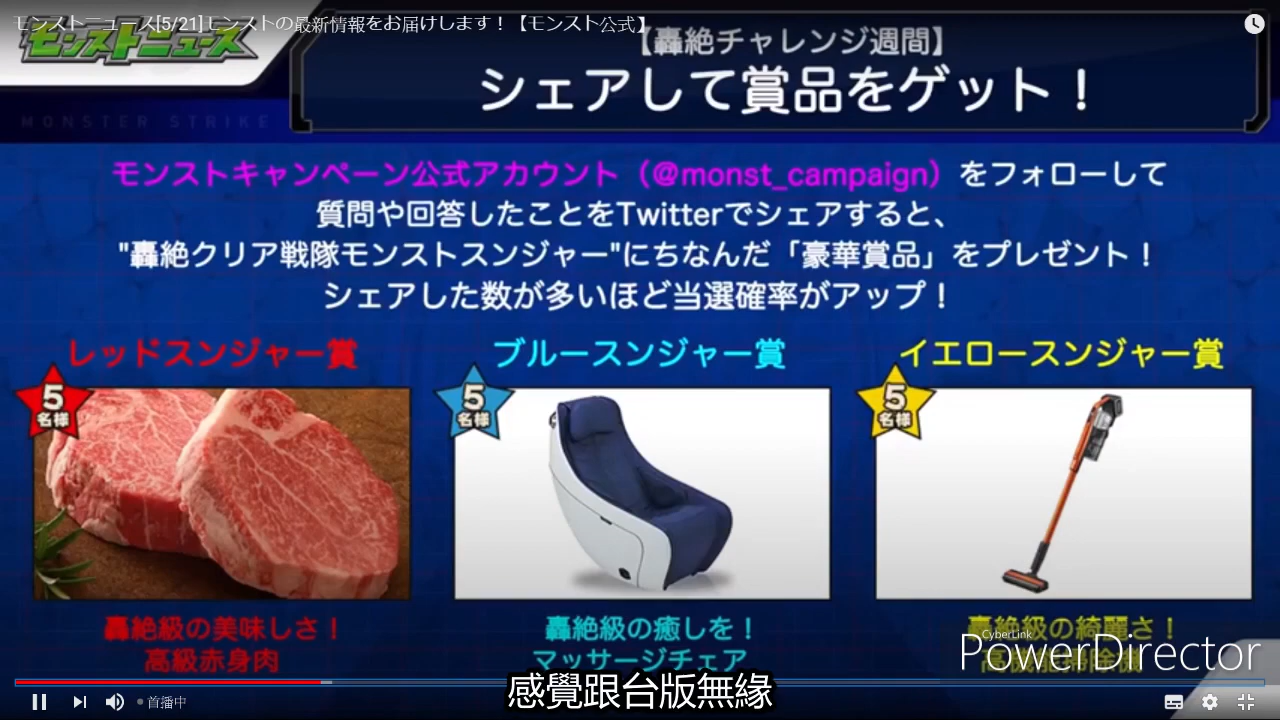 モンストニュース[5/21]モンストの最新情報をお届けします！【モンスト公式】
モンストニュース
【轟絶チャレンジ週間】
シェアして賞品をゲット！
MONSTER STRIKE
モンストキャンペーン公式アカウント（@monst_campaign）をフォローして
質問や回答したことをTwitterでシェアすると、
"轟絶クリア戦隊モンストスンジャー"にちなんだ「豪華賞品」をプレゼント！
シェアした数が多いほど当選確率がアップ！
レッドスンジャー賞
ブルースンジャー賞
イエロースンジャー賞
5名様
5名様
5名様
轟絶級の美味しさ！
高級赤身肉
轟絶級の癒しを！
マッサージチェア
轟絶級の綺麗さ！
CyberLink
PowerDirector
感覺跟台版無緣
首播中